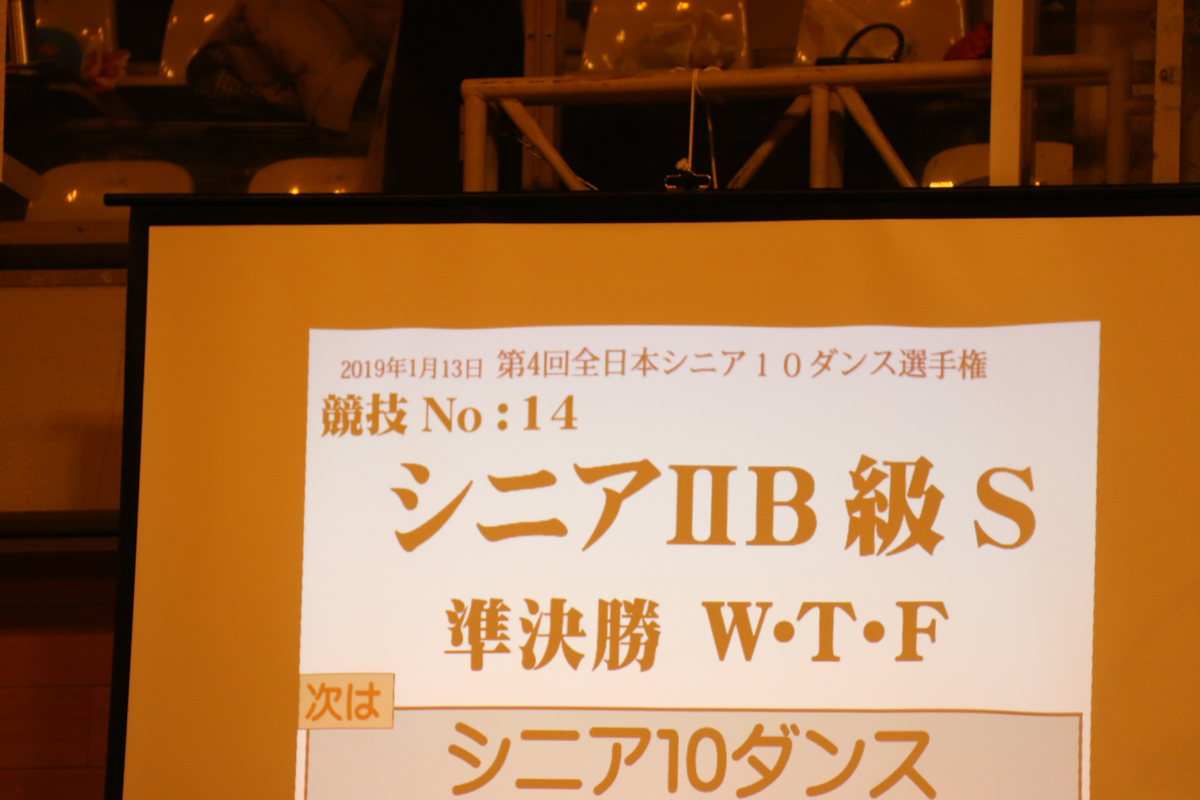 2019年1月13日 第4回全日本シニア１０ダンス選手権
競技 No : 14
シニアⅡB 級 S
準決勝 W・T・F
次は
シニア10ダンス